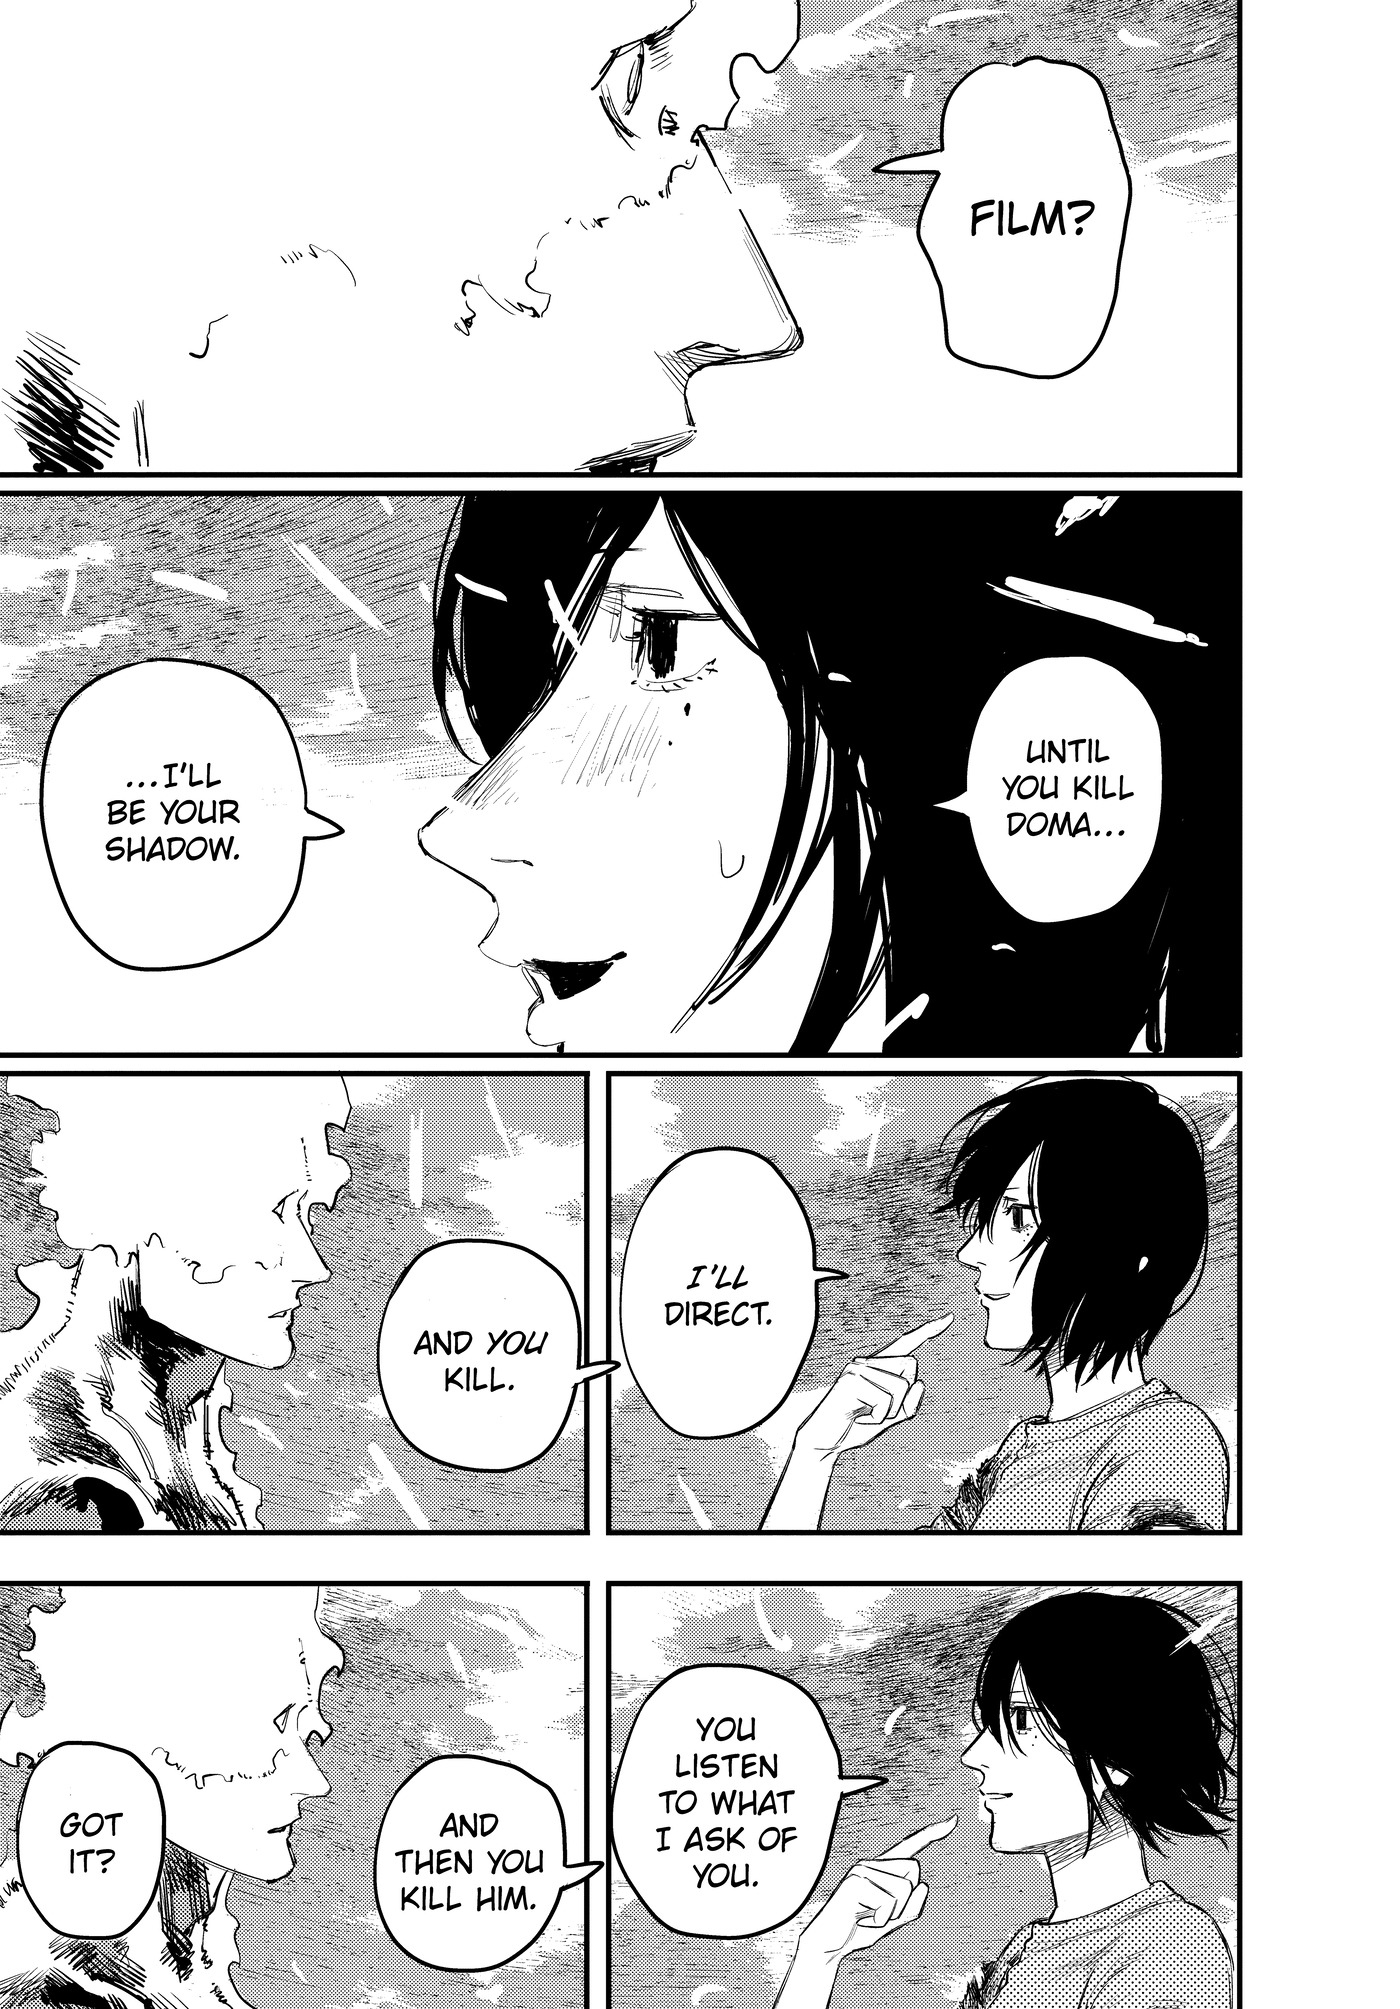 FILM?
UNTIL
YOU KILL
DOMA...
...I'LL
BE YOUR
SHADOW.
I'LL
DIRECT.
AND YOU
KILL.
YOU
LISTEN
TO WHAT
I ASK OF
YOU.
AND
THEN YOU
KILL HIM.
GOT
IT?